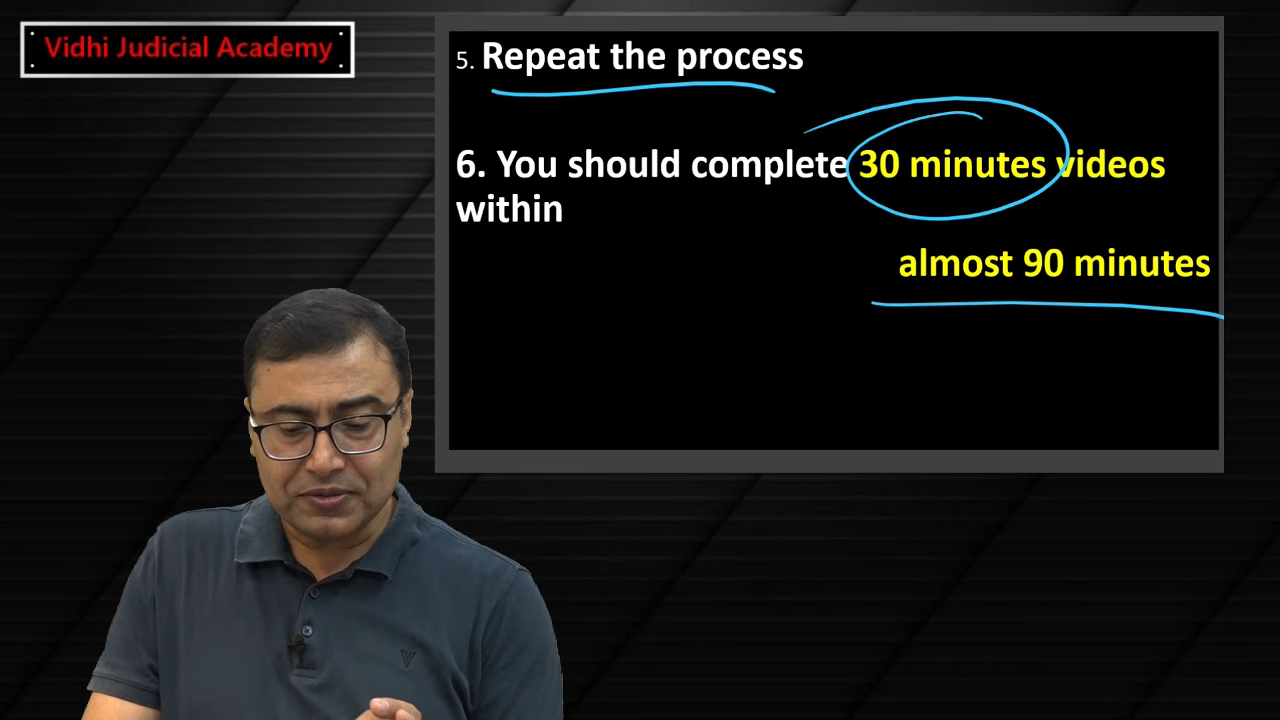 Vidhi Judicial Academy
5. Repeat the process
6. You should complete 30 minutes videos
within
almost 90 minutes